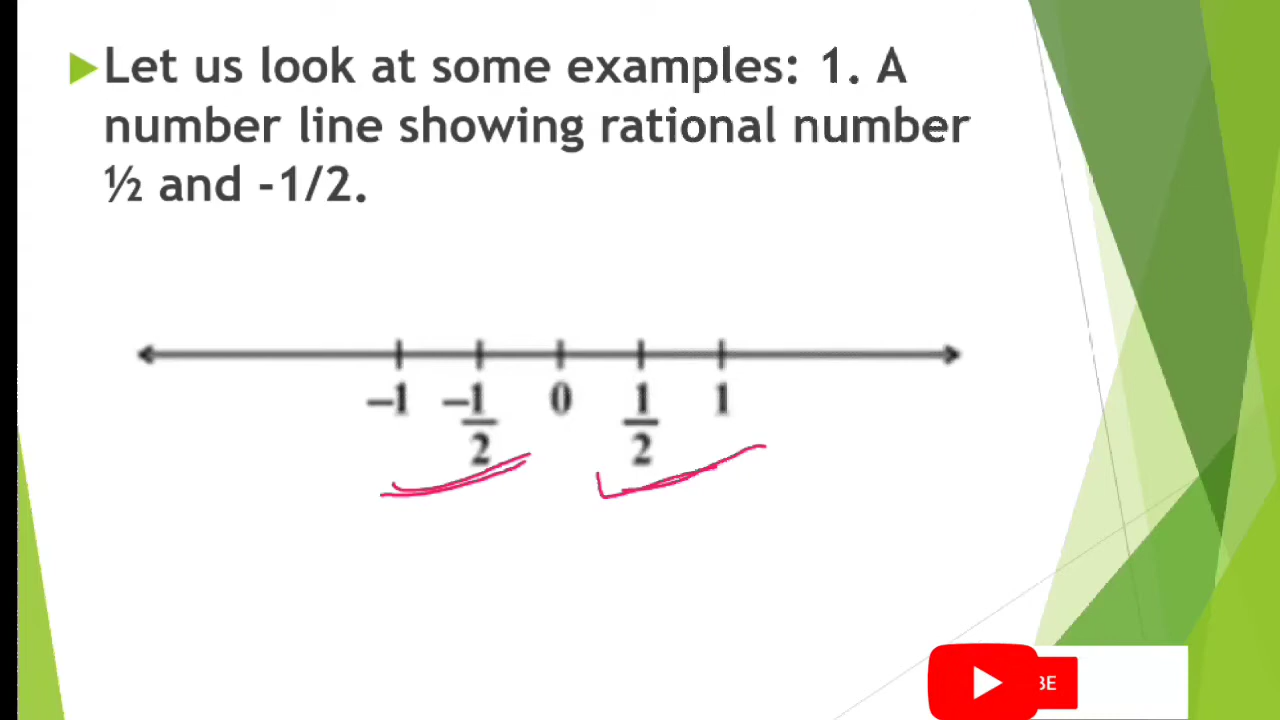 Let us look at some examples: 1. A
number line showing rational number
½ and -1/2.
–1 –1/2 0 1/2 1
BE